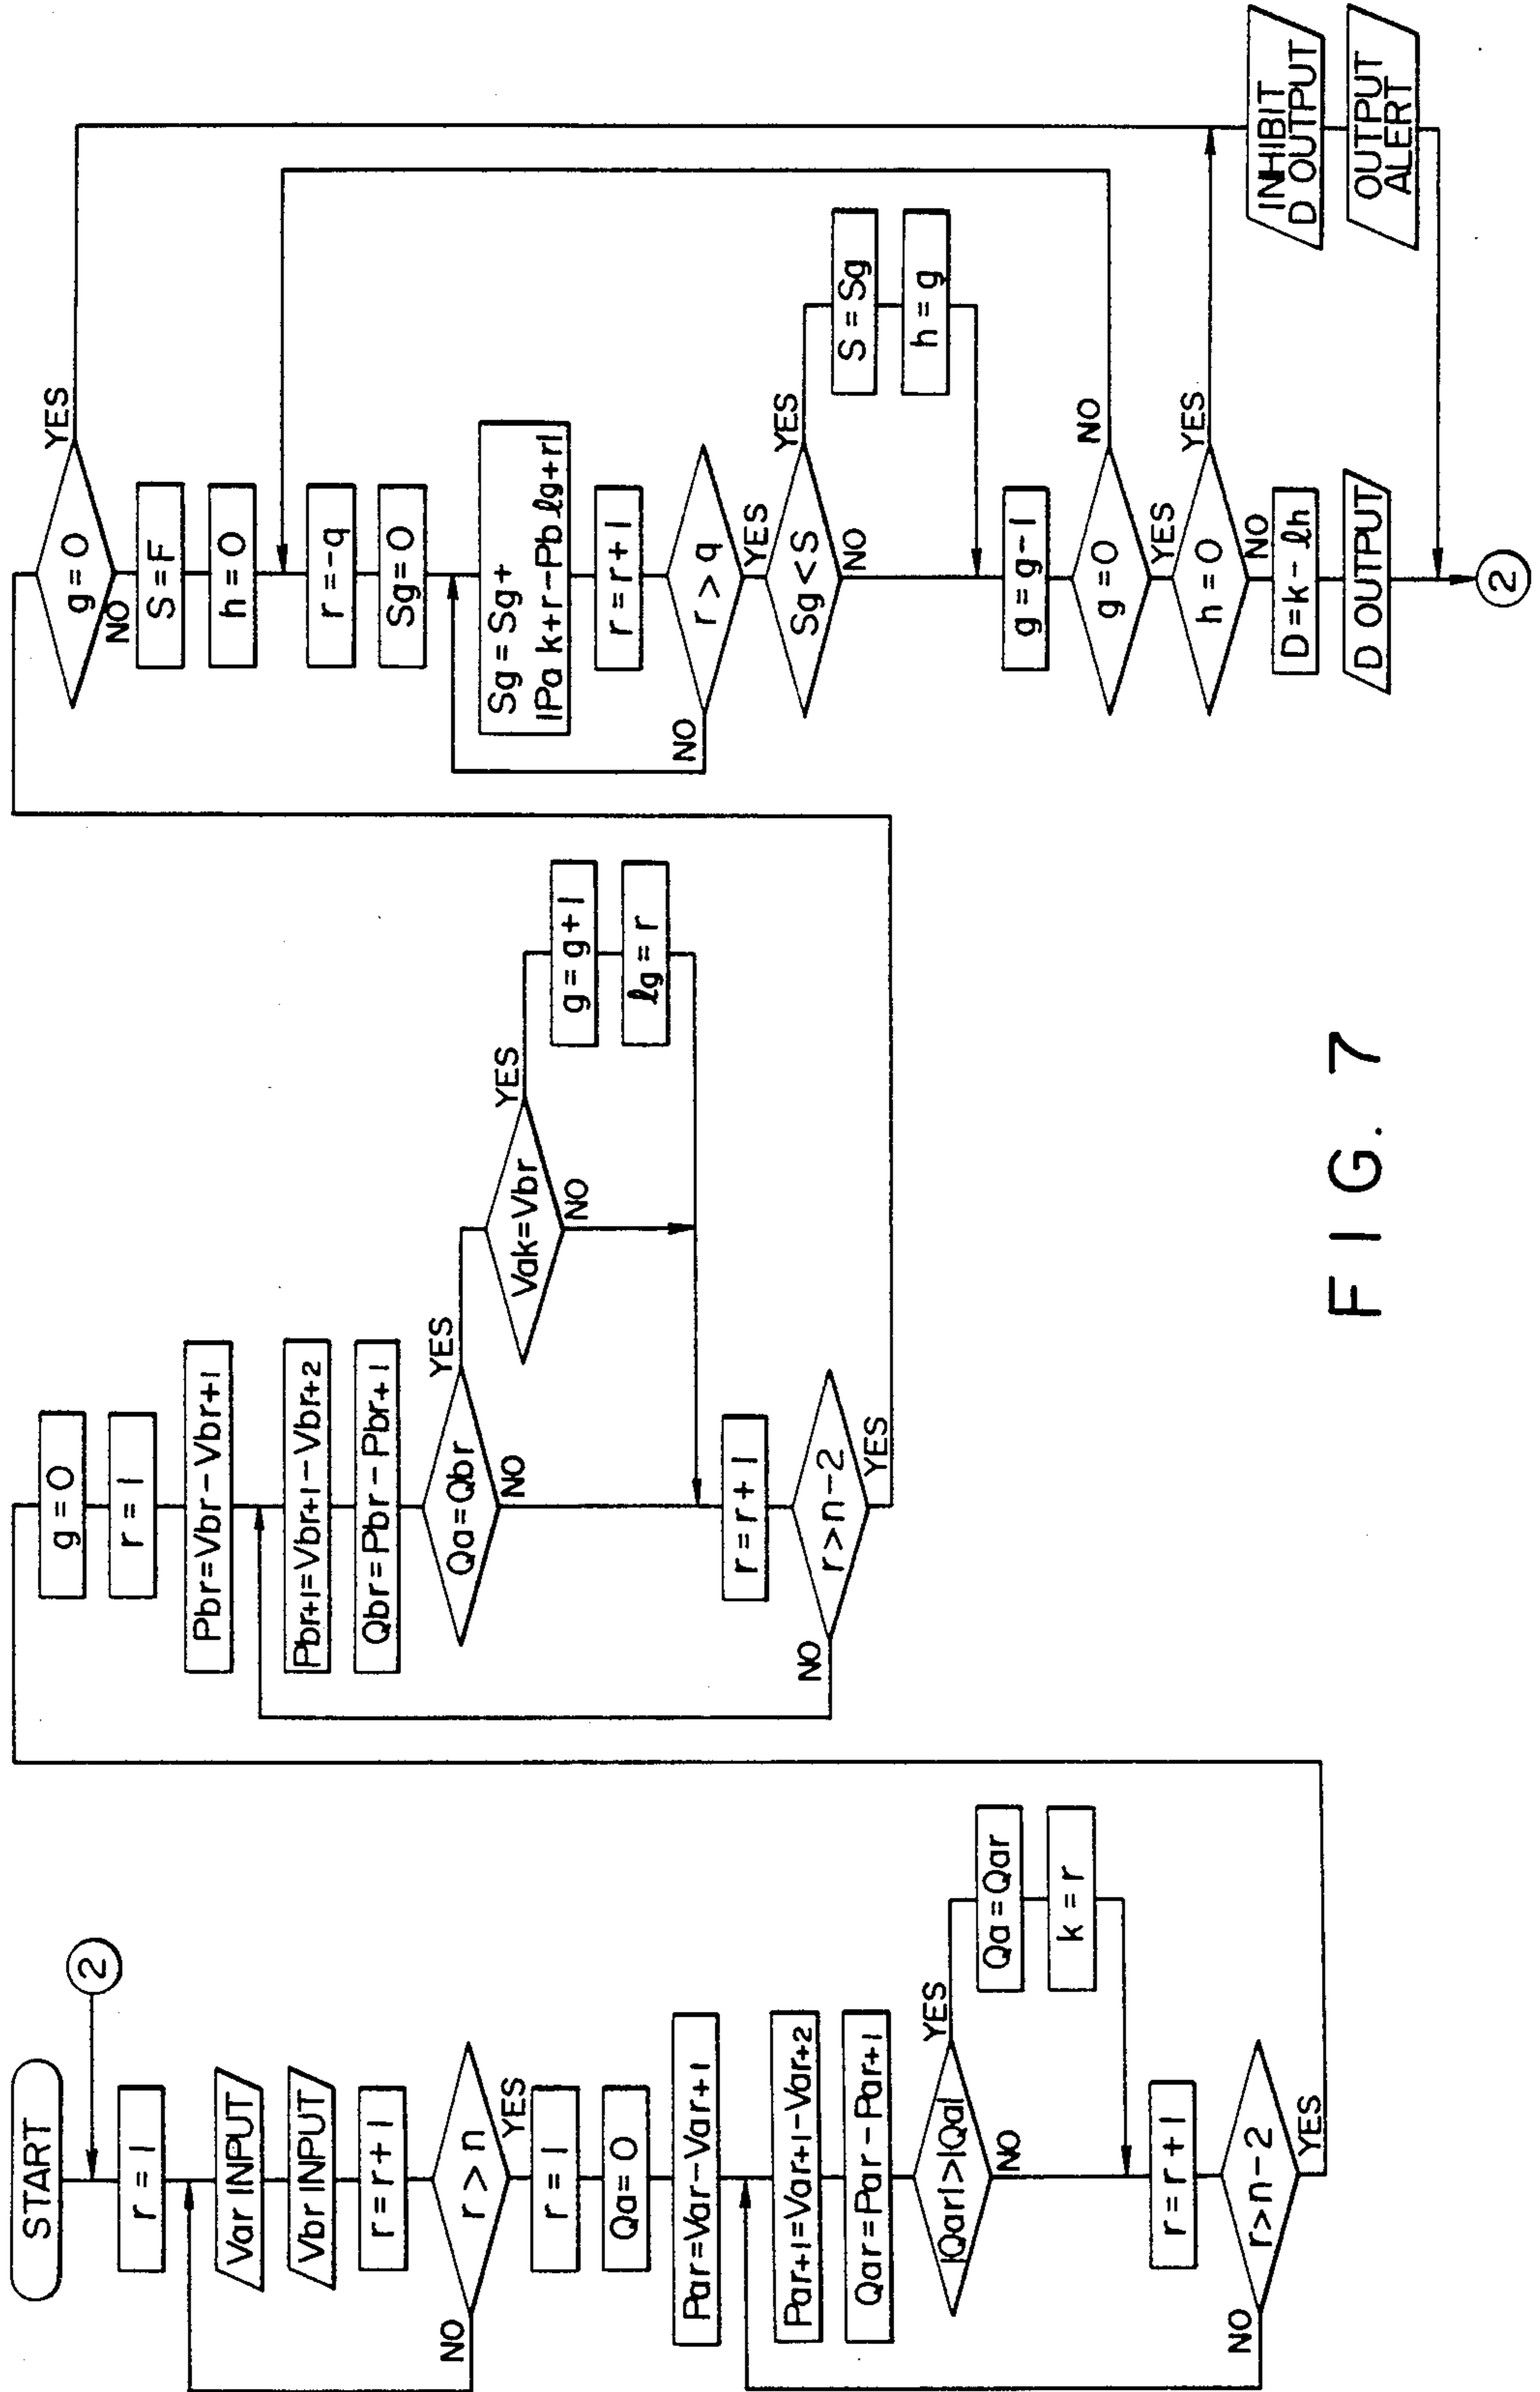 START
2
r = 1
Var INPUT
Vbr INPUT
r = r + 1
r > n
NO
YES
r = 1
Qa = 0
Par = Var - Var+1
Par+1 = Var+1 - Var+2
Qar = Par - Par+1
|Qar| > |Qa|
YES
NO
Qa = Qar
k = r
r = r + 1
r > n - 2
NO
YES
g = 0
r = 1
Pbr = Vbr - Vbr+1
Pbr+1 = Vbr+1 - Vbr+2
Qbr = Pbr - Pbr+1
Qa = Qbr
YES
NO
Vak = Vbr
YES
NO
g = g + 1
ℓg = r
r = r + 1
r > n - 2
NO
YES
g = 0
YES
NO
S = F
h = 0
r = -q
Sg = 0
Sg = Sg +
|Pa k+r - Pb ℓg+r|
r = r + 1
r > q
NO
YES
Sg < S
YES
NO
S = Sg
h = g
g = g - 1
g = 0
NO
YES
h = 0
YES
NO
D = k - ℓh
D OUTPUT
INHIBIT
D OUTPUT
OUTPUT
ALERT
2
FIG. 7